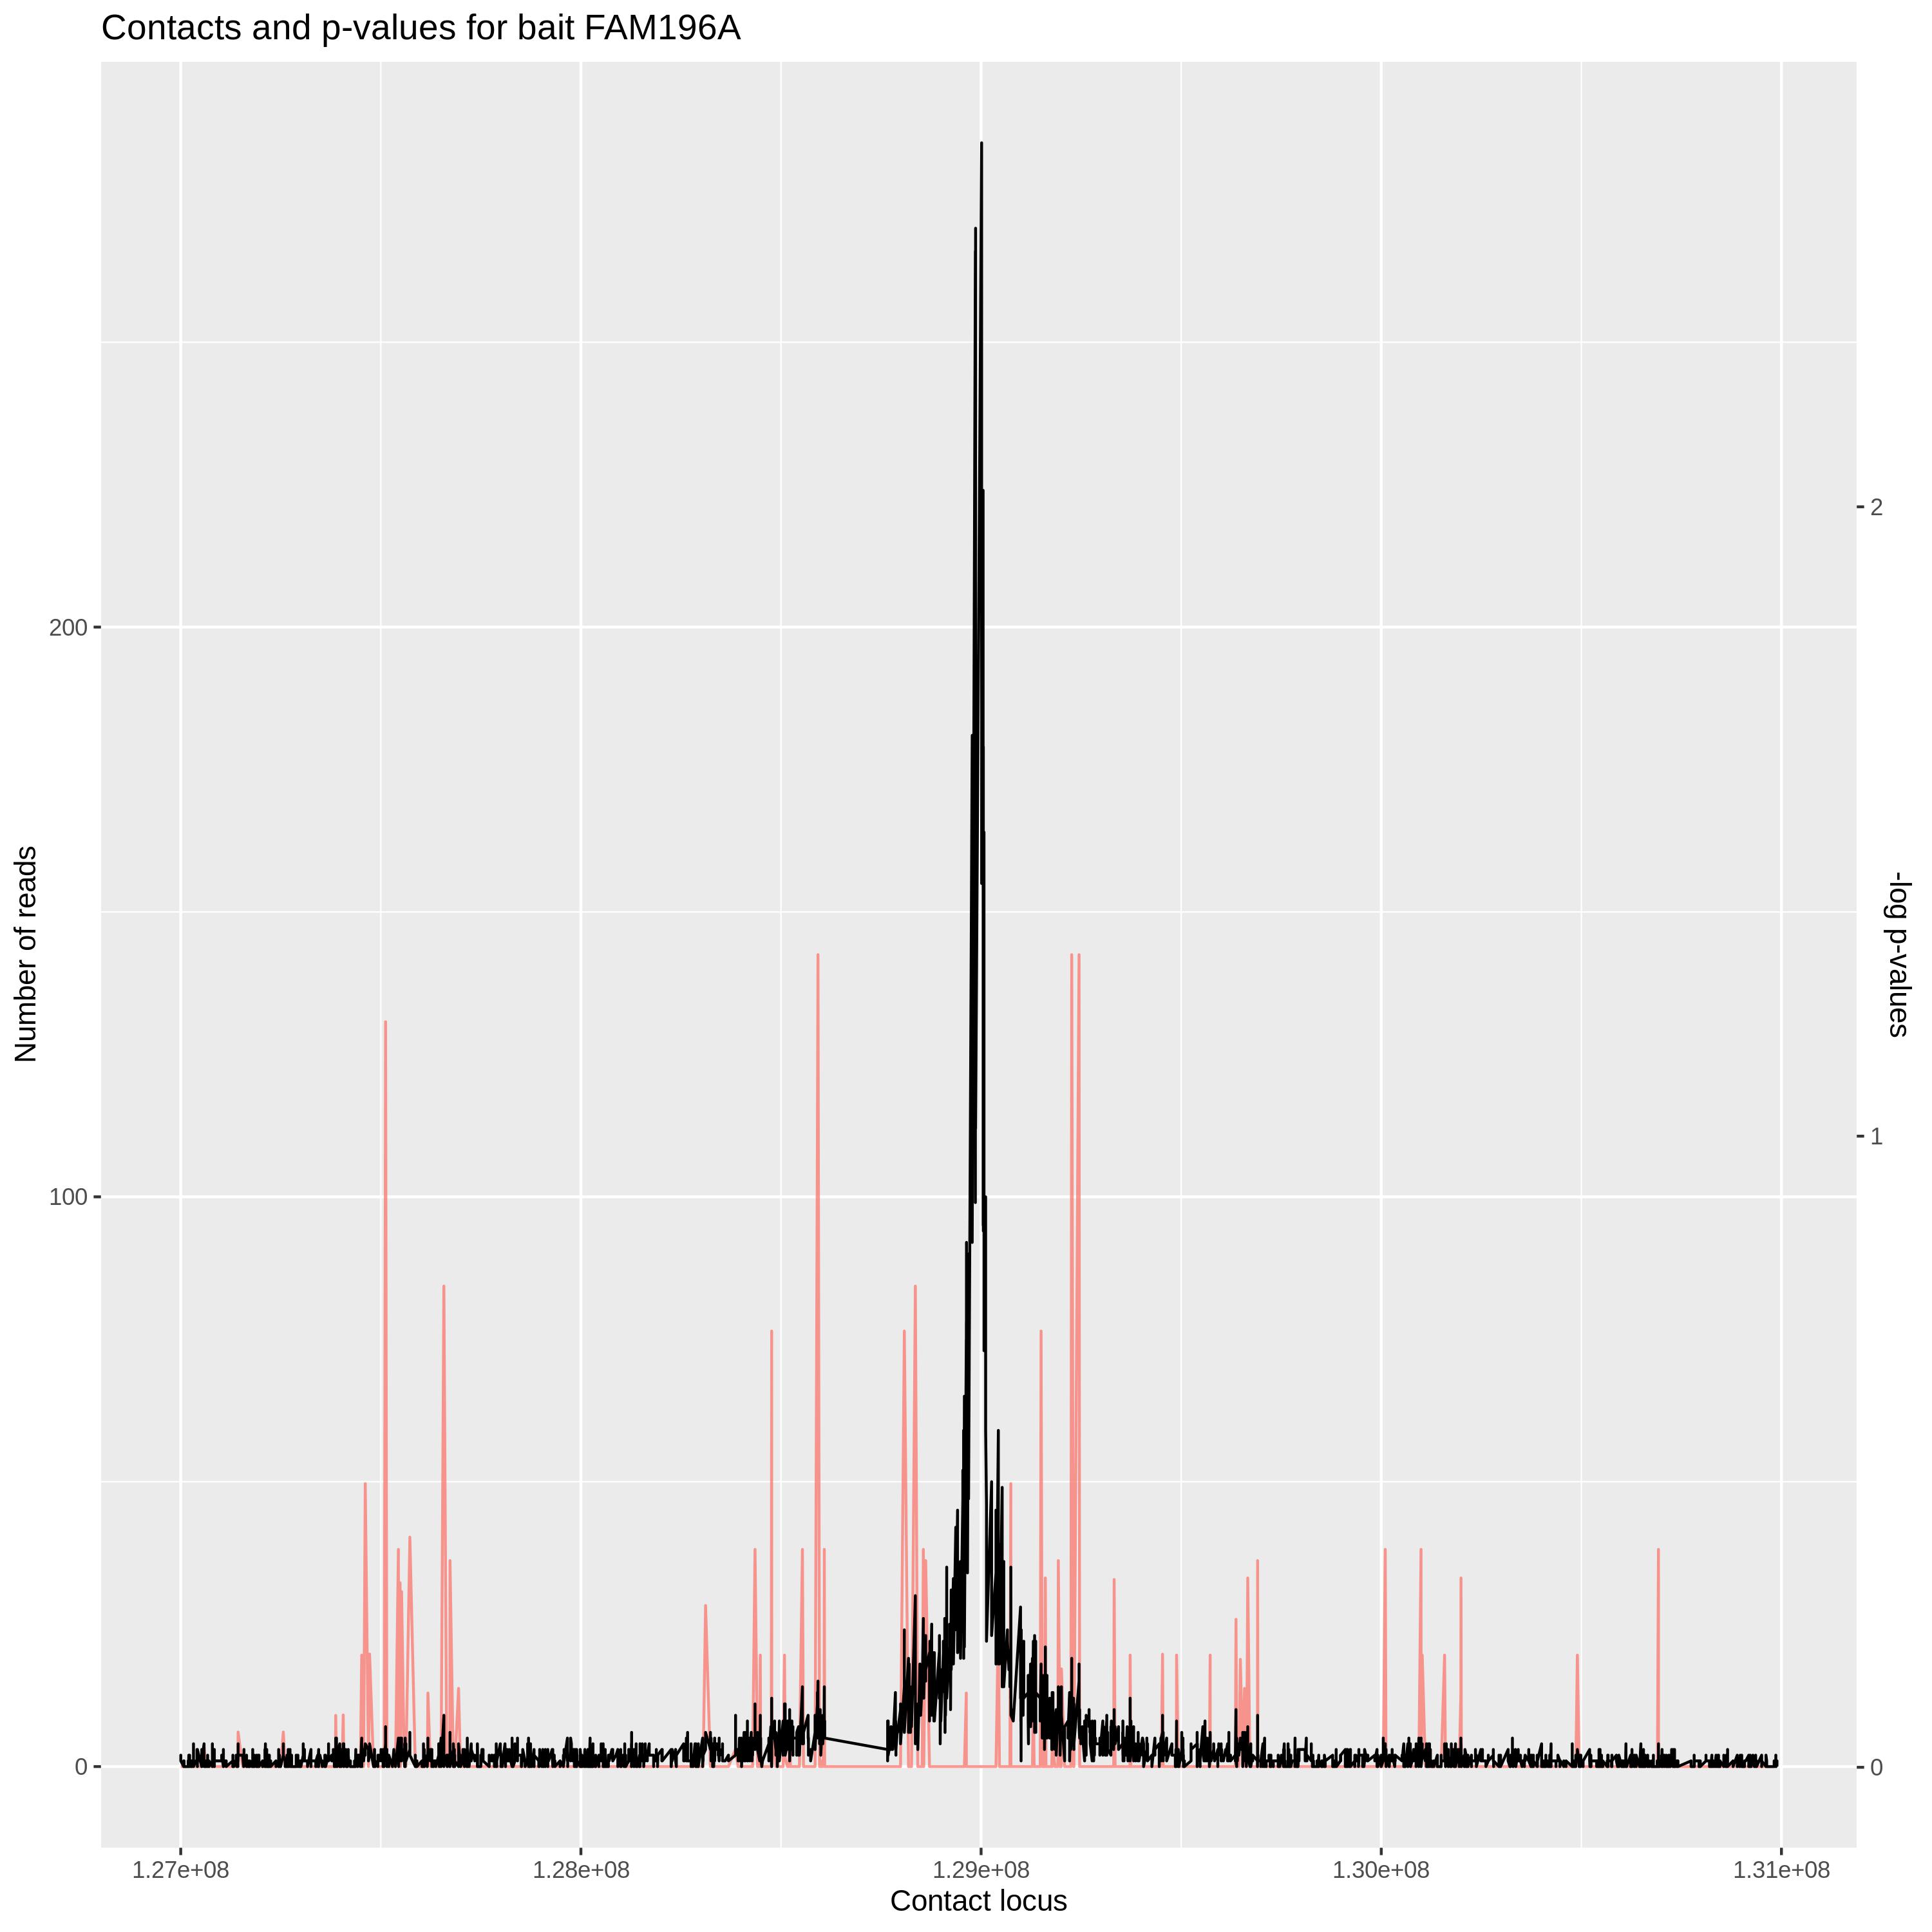 Contacts and p-values for bait FAM196A
Number of reads
200
100
0
2
1
0
-log p-values
1.27e+08
1.28e+08
1.29e+08
1.30e+08
1.31e+08
Contact locus